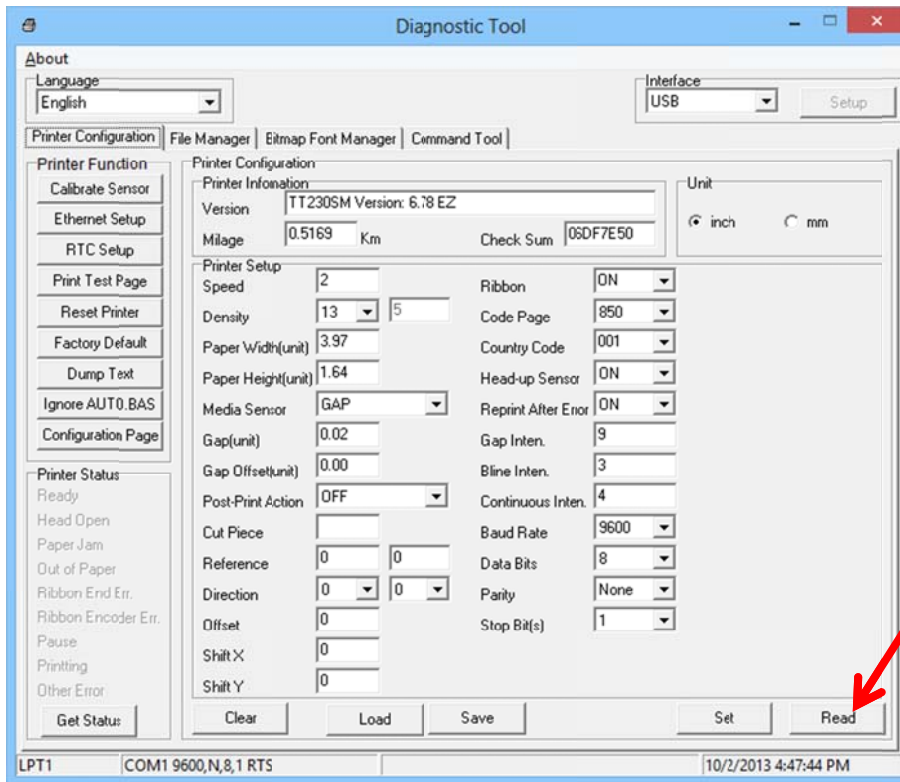 Diagnostic Tool
About
Language
Interface
English
USB
Setup
Printer Configuration
File Manager
Bitmap Font Manager
Command Tool
Printer Function
Calibrate Sensor
Ethernet Setup
RTC Setup
Print Test Page
Reset Printer
Factory Default
Dump Text
Ignore AUTO.BAS
Configuration Page
Printer Status
Ready
Head Open
Paper Jam
Out of Paper
Ribbon End Err.
Ribbon Encoder Err.
Pause
Printting
Other Error
Get Status
Printer Configuration
Printer Infomation
Version TT230SM Version: 6.78 EZ
Milage 0.5169 Km Check Sum 06DF7E50
Unit
inch mm
Printer Setup
Speed 2
Density 13 5
Paper Width(unit) 3.97
Paper Height(unit) 1.64
Media Sensor GAP
Gap(unit) 0.02
Gap Offset(unit) 0.00
Post-Print Action OFF
Cut Piece
Reference 0 0
Direction 0 0
Offset 0
Shift X 0
Shift Y 0
Ribbon ON
Code Page 850
Country Code 001
Head-up Sensor ON
Reprint After Error ON
Gap Inten. 9
Bline Inten. 3
Continuous Inten. 4
Baud Rate 9600
Data Bits 8
Parity None
Stop Bit(s) 1
Clear Load Save Set Read
LPT1 COM1 9600,N,8,1 RTS 10/2/2013 4:47:44 PM